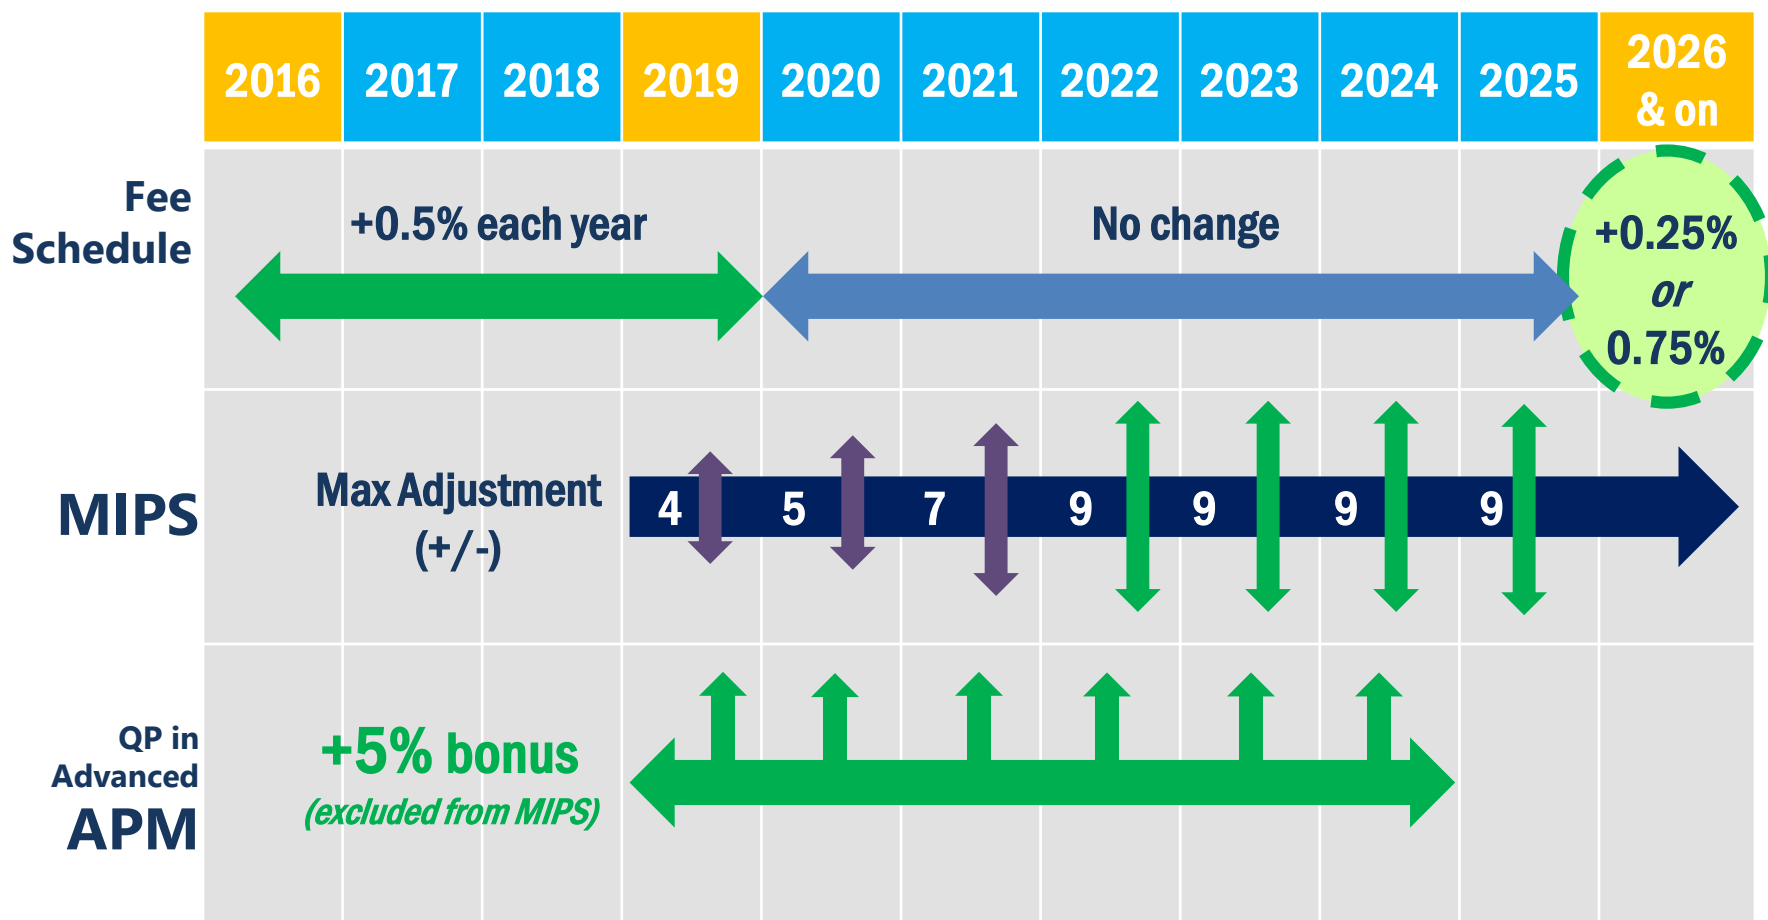 2016 2017 2018 2019 2020 2021 2022 2023 2024 2025 2026
& on
Fee
Schedule
+0.5% each year
No change
+0.25%
or
0.75%
MIPS
Max Adjustment
(+/-)
4 5 7 9 9 9 9
QP in
Advanced
APM
+5% bonus
(excluded from MIPS)